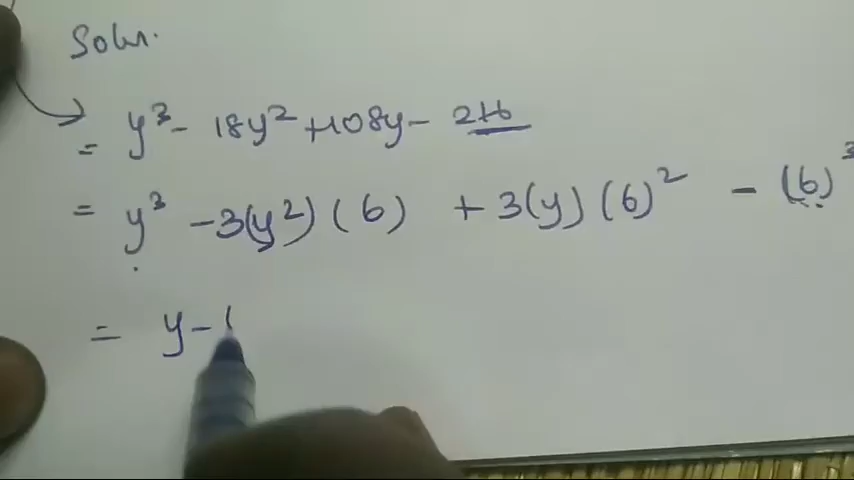 Soln.
= y³ - 18y² + 108y - 216
= y³ - 3(y²)(6) + 3(y)(6)² - (6)³
= y -